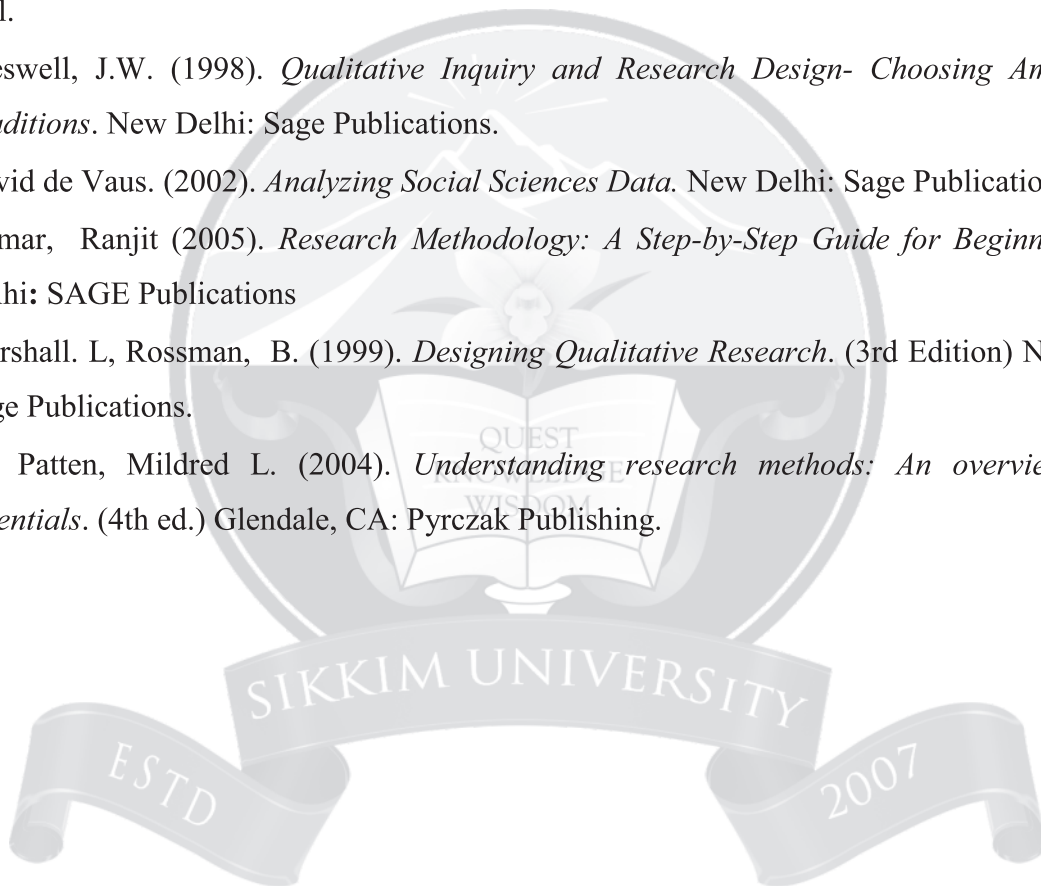 l.
eswell, J.W. (1998). Qualitative Inquiry and Research Design- Choosing Am
aditions. New Delhi: Sage Publications.
vid de Vaus. (2002). Analyzing Social Sciences Data. New Delhi: Sage Publicatio
mar, Ranjit (2005). Research Methodology: A Step-by-Step Guide for Beginn
lhi: SAGE Publications
rshall. L, Rossman, B. (1999). Designing Qualitative Research. (3rd Edition) N
ge Publications.
Patten, Mildred L. (2004). Understanding research methods: An overvie
entials. (4th ed.) Glendale, CA: Pyrczak Publishing.
QUEST
KNOWLEDGE
WISDOM
SIKKIM UNIVERSITY
ESTD
2007